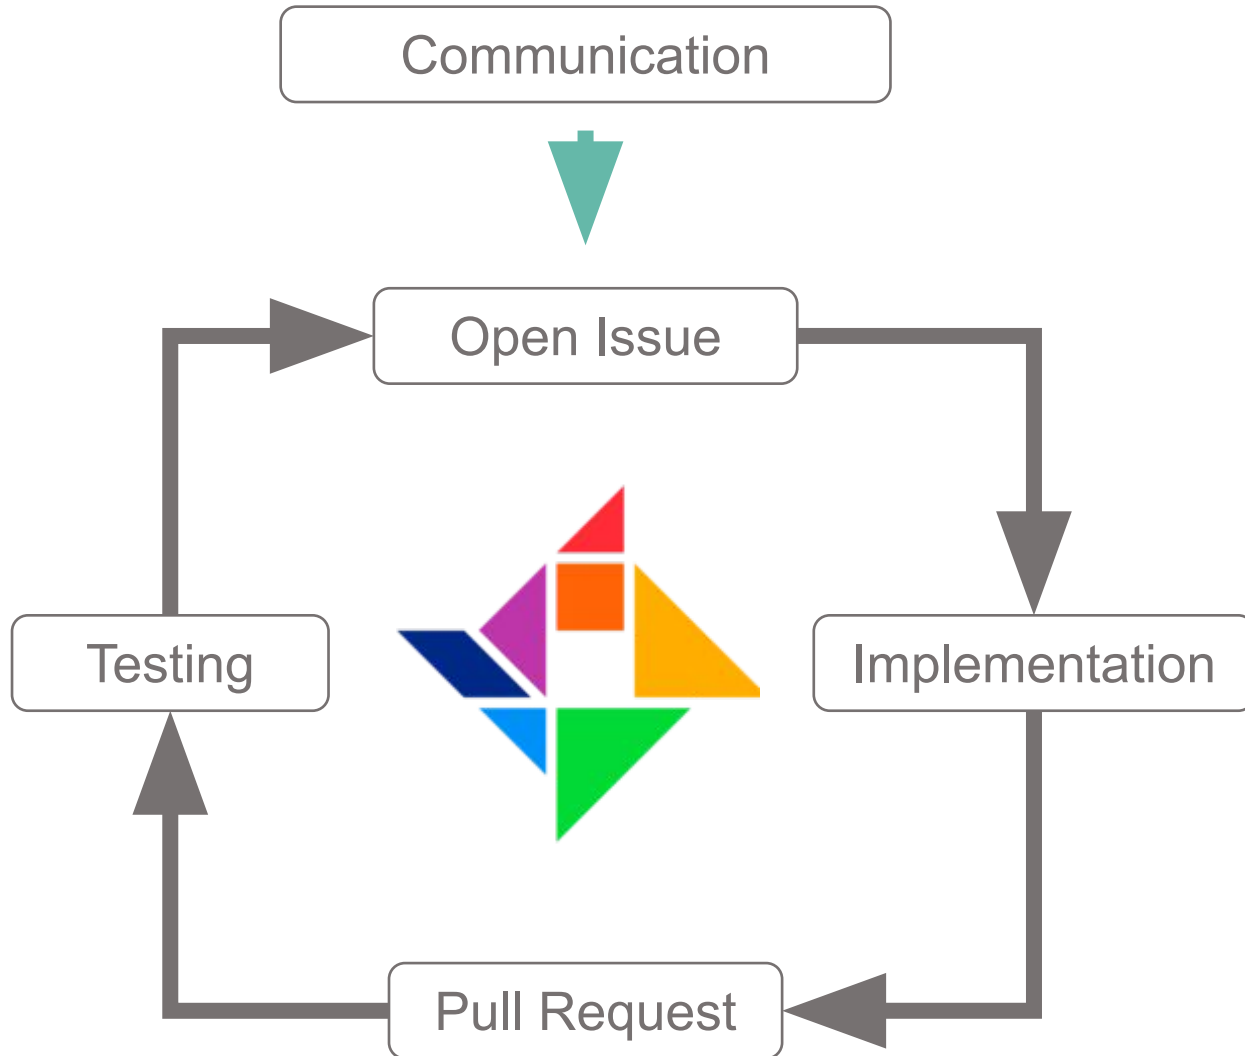 Communication
Open Issue
Testing
Implementation
Pull Request